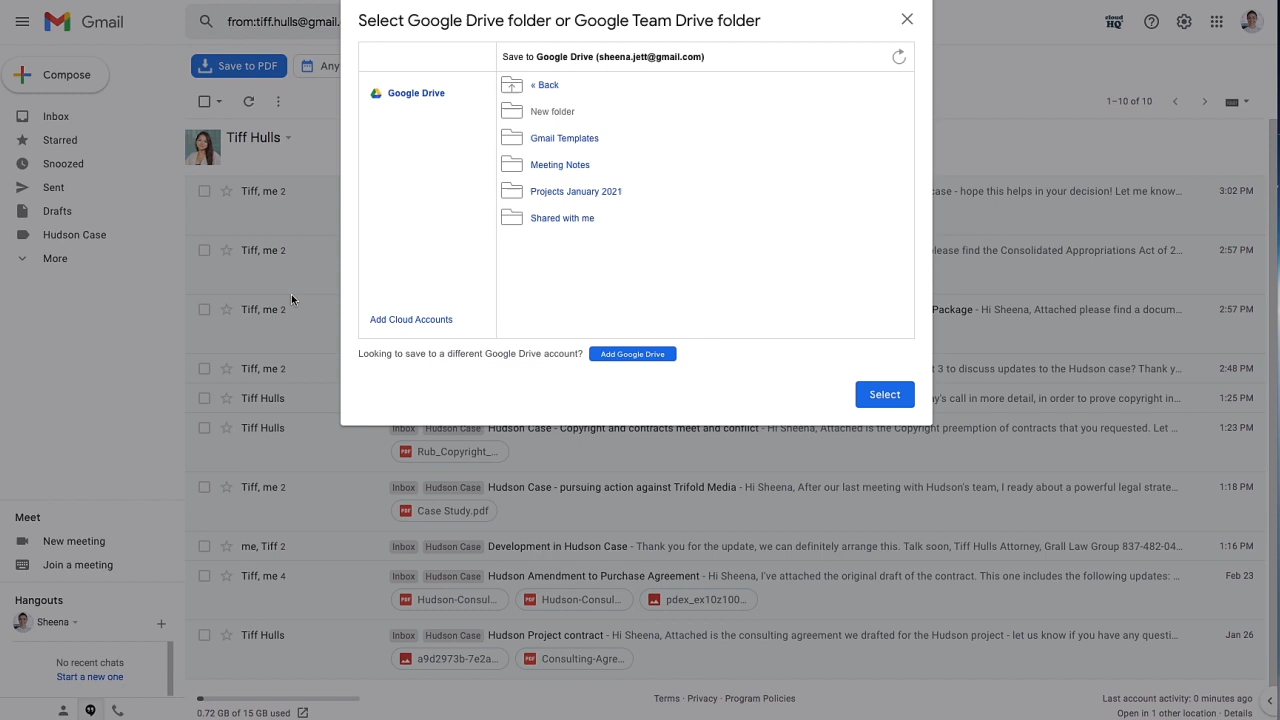 Gmail
from:tiff.hulls@gmail.
cloud HQ
Select Google Drive folder or Google Team Drive folder
Save to Google Drive (sheena.jett@gmail.com)
Google Drive
« Back
New folder
Gmail Templates
Meeting Notes
Projects January 2021
Shared with me
Add Cloud Accounts
Looking to save to a different Google Drive account? Add Google Drive
Select
Compose
Save to PDF
Any
1–10 of 10
Inbox
Starred
Snoozed
Sent
Drafts
Hudson Case
More
Tiff Hulls
Tiff, me 2 case - hope this helps in your decision! Let me know… 3:02 PM
Tiff, me 2 lease find the Consolidated Appropriations Act of 2… 2:57 PM
Tiff, me 2 Package - Hi Sheena, Attached please find a docum… 2:57 PM
Tiff, me 2 t 3 to discuss updates to the Hudson case? Thank y… 2:48 PM
Tiff Hulls y's call in more detail, in order to prove copyright in… 1:25 PM
Tiff Hulls Inbox Hudson Case Hudson Case - Copyright and contracts meet and conflict - Hi Sheena, Attached is the Copyright preemption of contracts that you requested. Let … 1:23 PM
PDF Rub_Copyright_…
Tiff, me 2 Inbox Hudson Case Hudson Case - pursuing action against Trifold Media - Hi Sheena, After our last meeting with Hudson's team, I ready about a powerful legal strate… 1:18 PM
PDF Case Study.pdf
me, Tiff 2 Inbox Hudson Case Development in Hudson Case - Thank you for the update, we can definitely arrange this. Talk soon, Tiff Hulls Attorney, Grall Law Group 837-482-04… 1:16 PM
Tiff, me 4 Inbox Hudson Case Hudson Amendment to Purchase Agreement - Hi Sheena, I've attached the original draft of the contract. This one includes the following updates: … Feb 23
PDF Hudson-Consul… PDF Hudson-Consul… pdex_ex10z100…
Tiff Hulls Inbox Hudson Case Hudson Project contract - Hi Sheena, Attached is the consulting agreement we drafted for the Hudson project - let us know if you have any questi… Jan 26
a9d2973b-7e2a… PDF Consulting-Agre…
Meet
New meeting
Join a meeting
Hangouts
Sheena
No recent chats
Start a new one
0.72 GB of 15 GB used
Terms · Privacy · Program Policies
Last account activity: 0 minutes ago
Open in 1 other location · Details